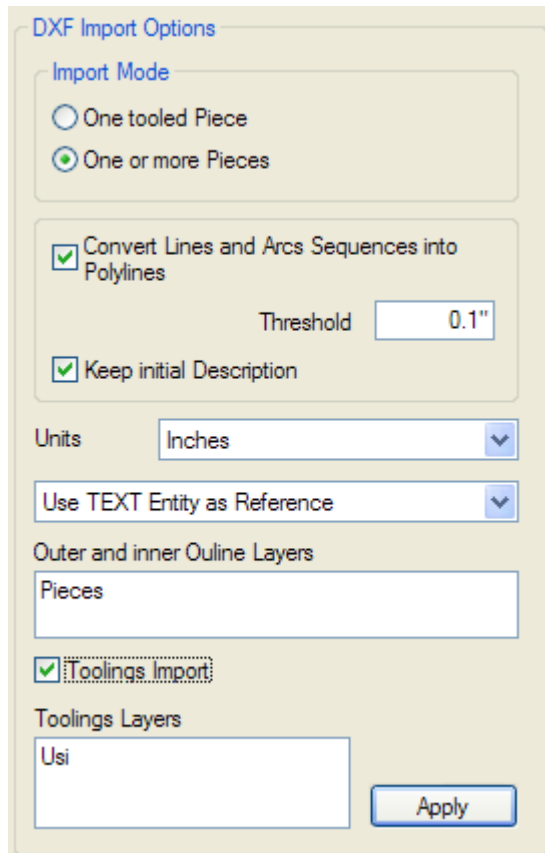 DXF Import Options
Import Mode
One tooled Piece
One or more Pieces
Convert Lines and Arcs Sequences into
Polylines
Threshold 0.1"
Keep initial Description
Units Inches
Use TEXT Entity as Reference
Outer and inner Ouline Layers
Pieces
Toolings Import
Toolings Layers
Usi
Apply